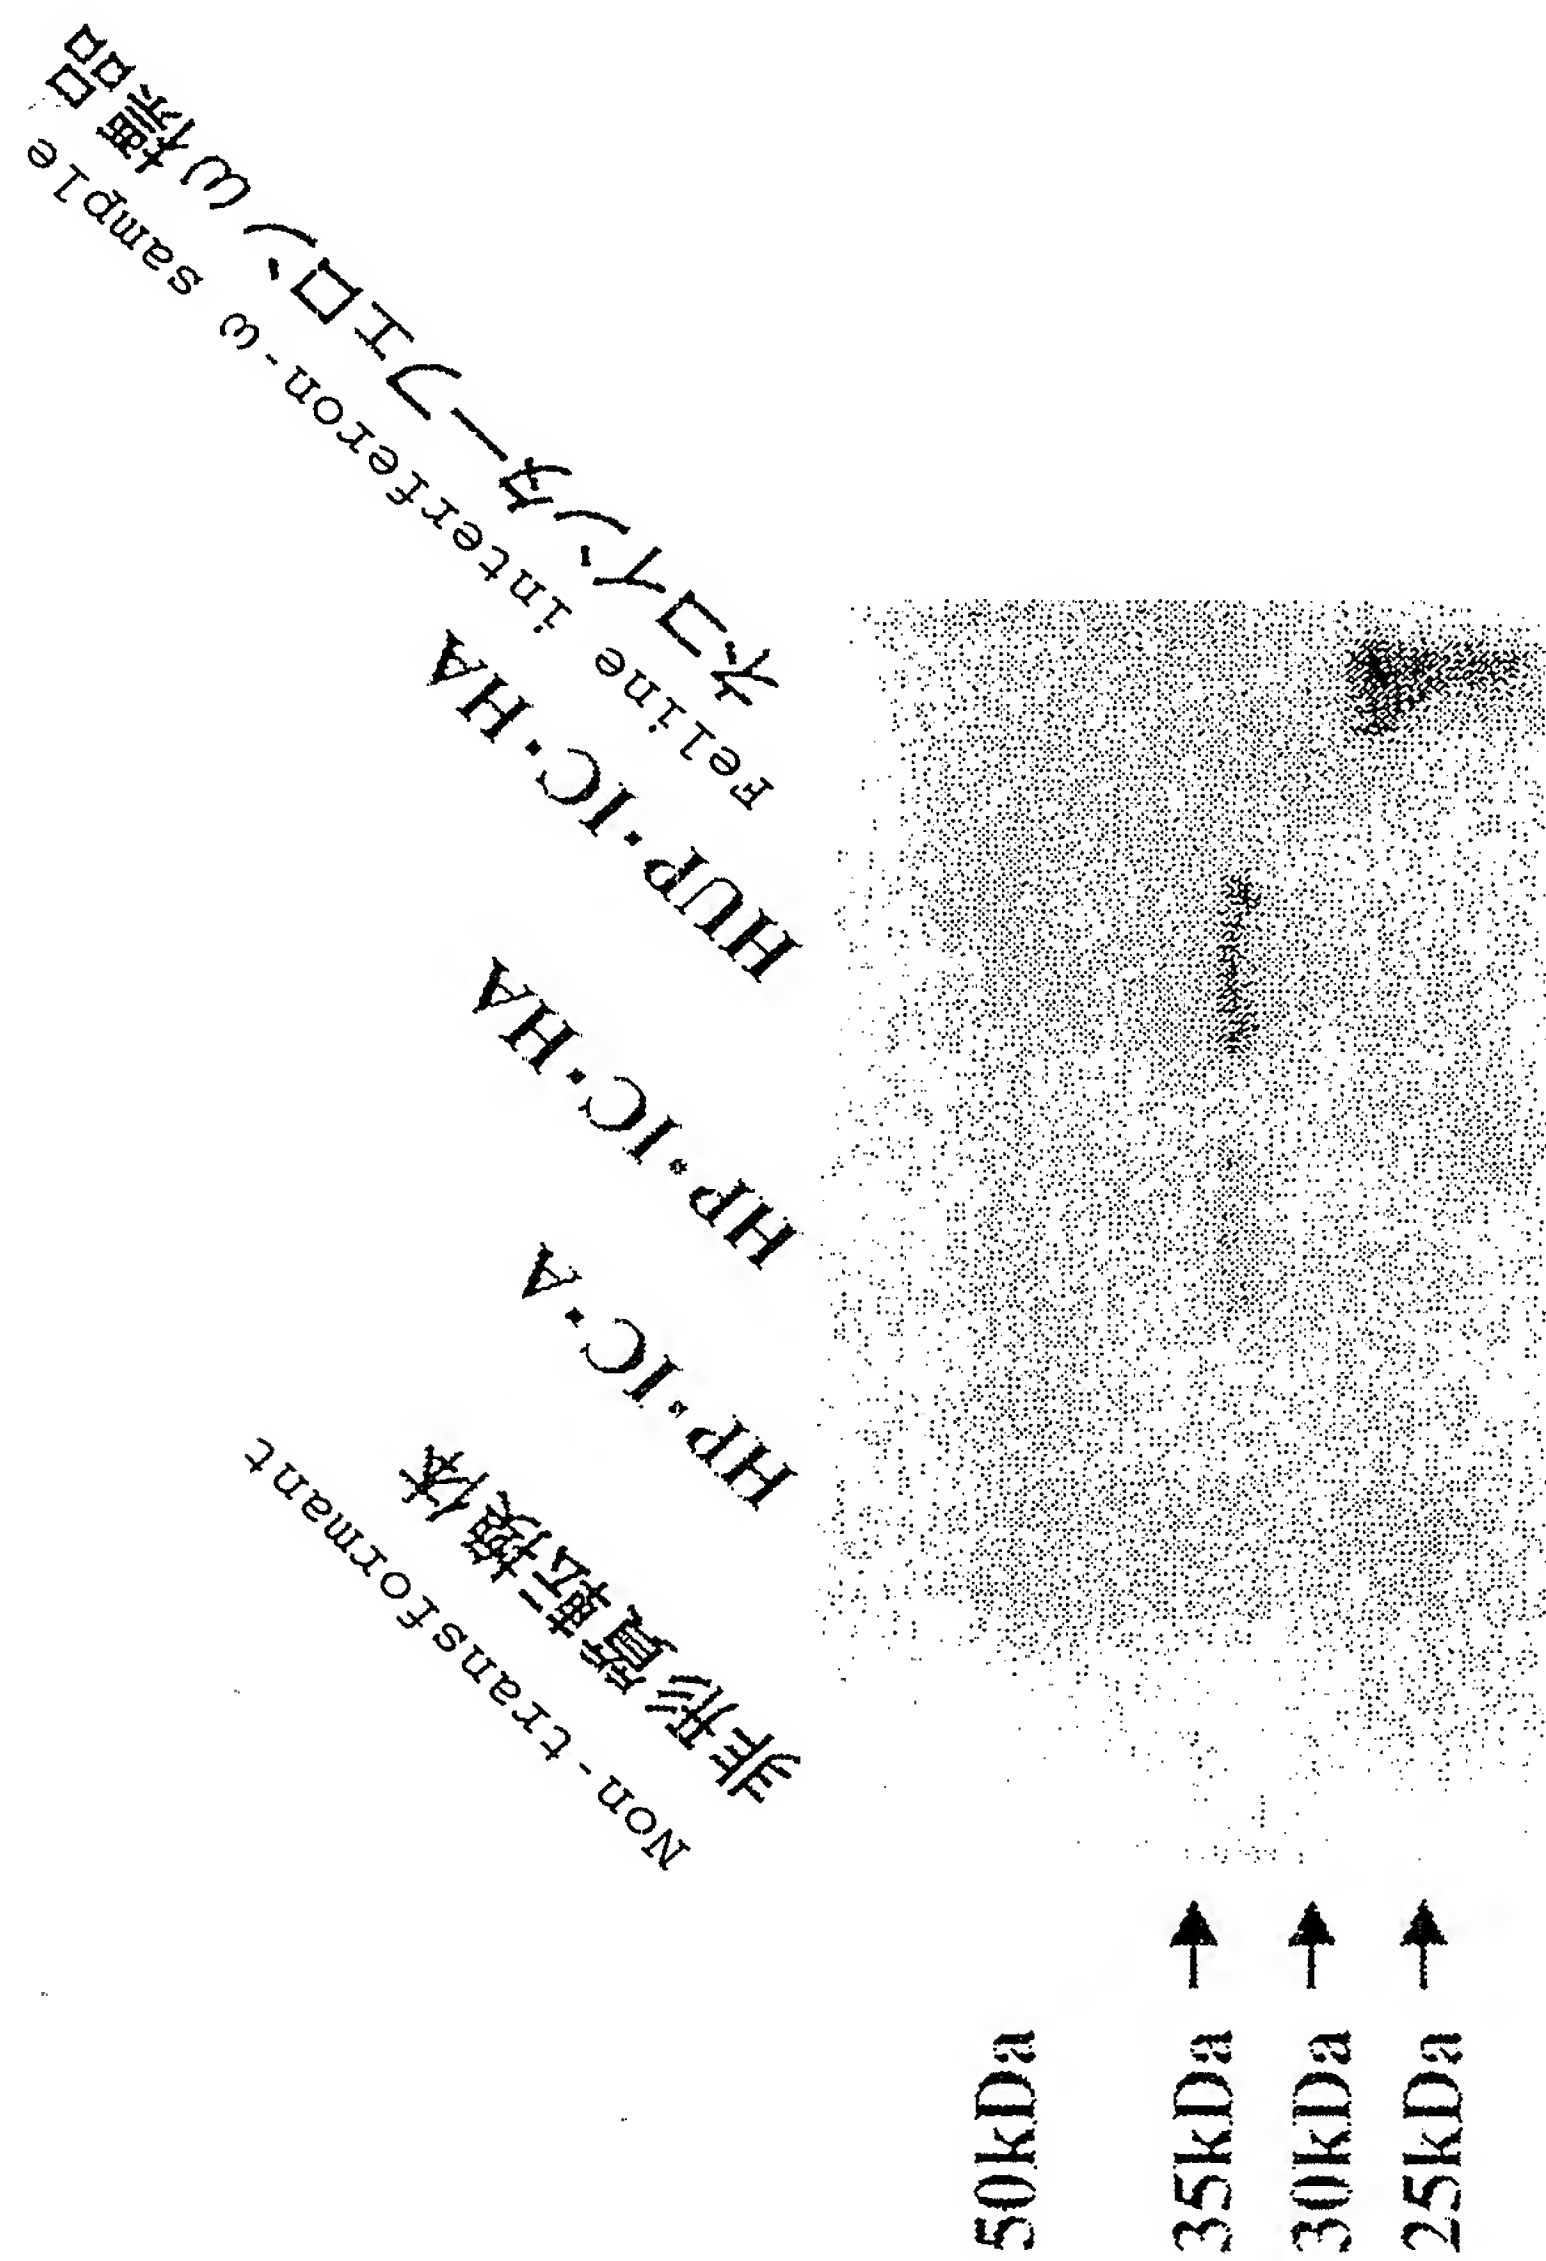 非形質転換体
Non-transformant
HP・IC・A
HP・IC・HA
HUP・IC・HA
ネコインターフェロンω標品
Feline interferon-ω sample
50kDa
35kDa
30kDa
25kDa